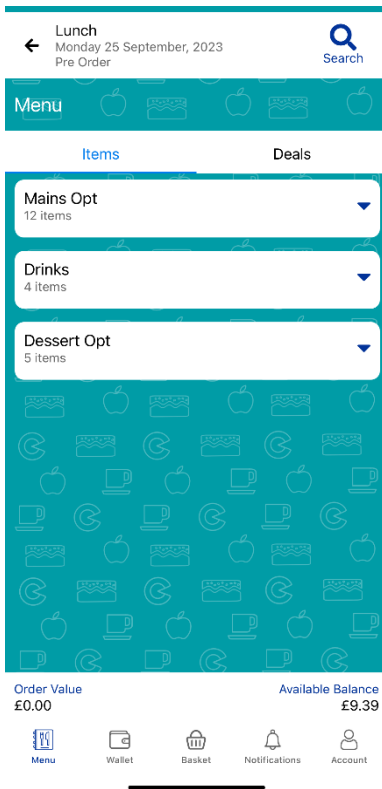 Lunch
Monday 25 September, 2023
Pre Order
Search
Menu
Items
Deals
Mains Opt
12 items
Drinks
4 items
Dessert Opt
5 items
Order Value
£0.00
Available Balance
£9.39
Menu
Wallet
Basket
Notifications
Account